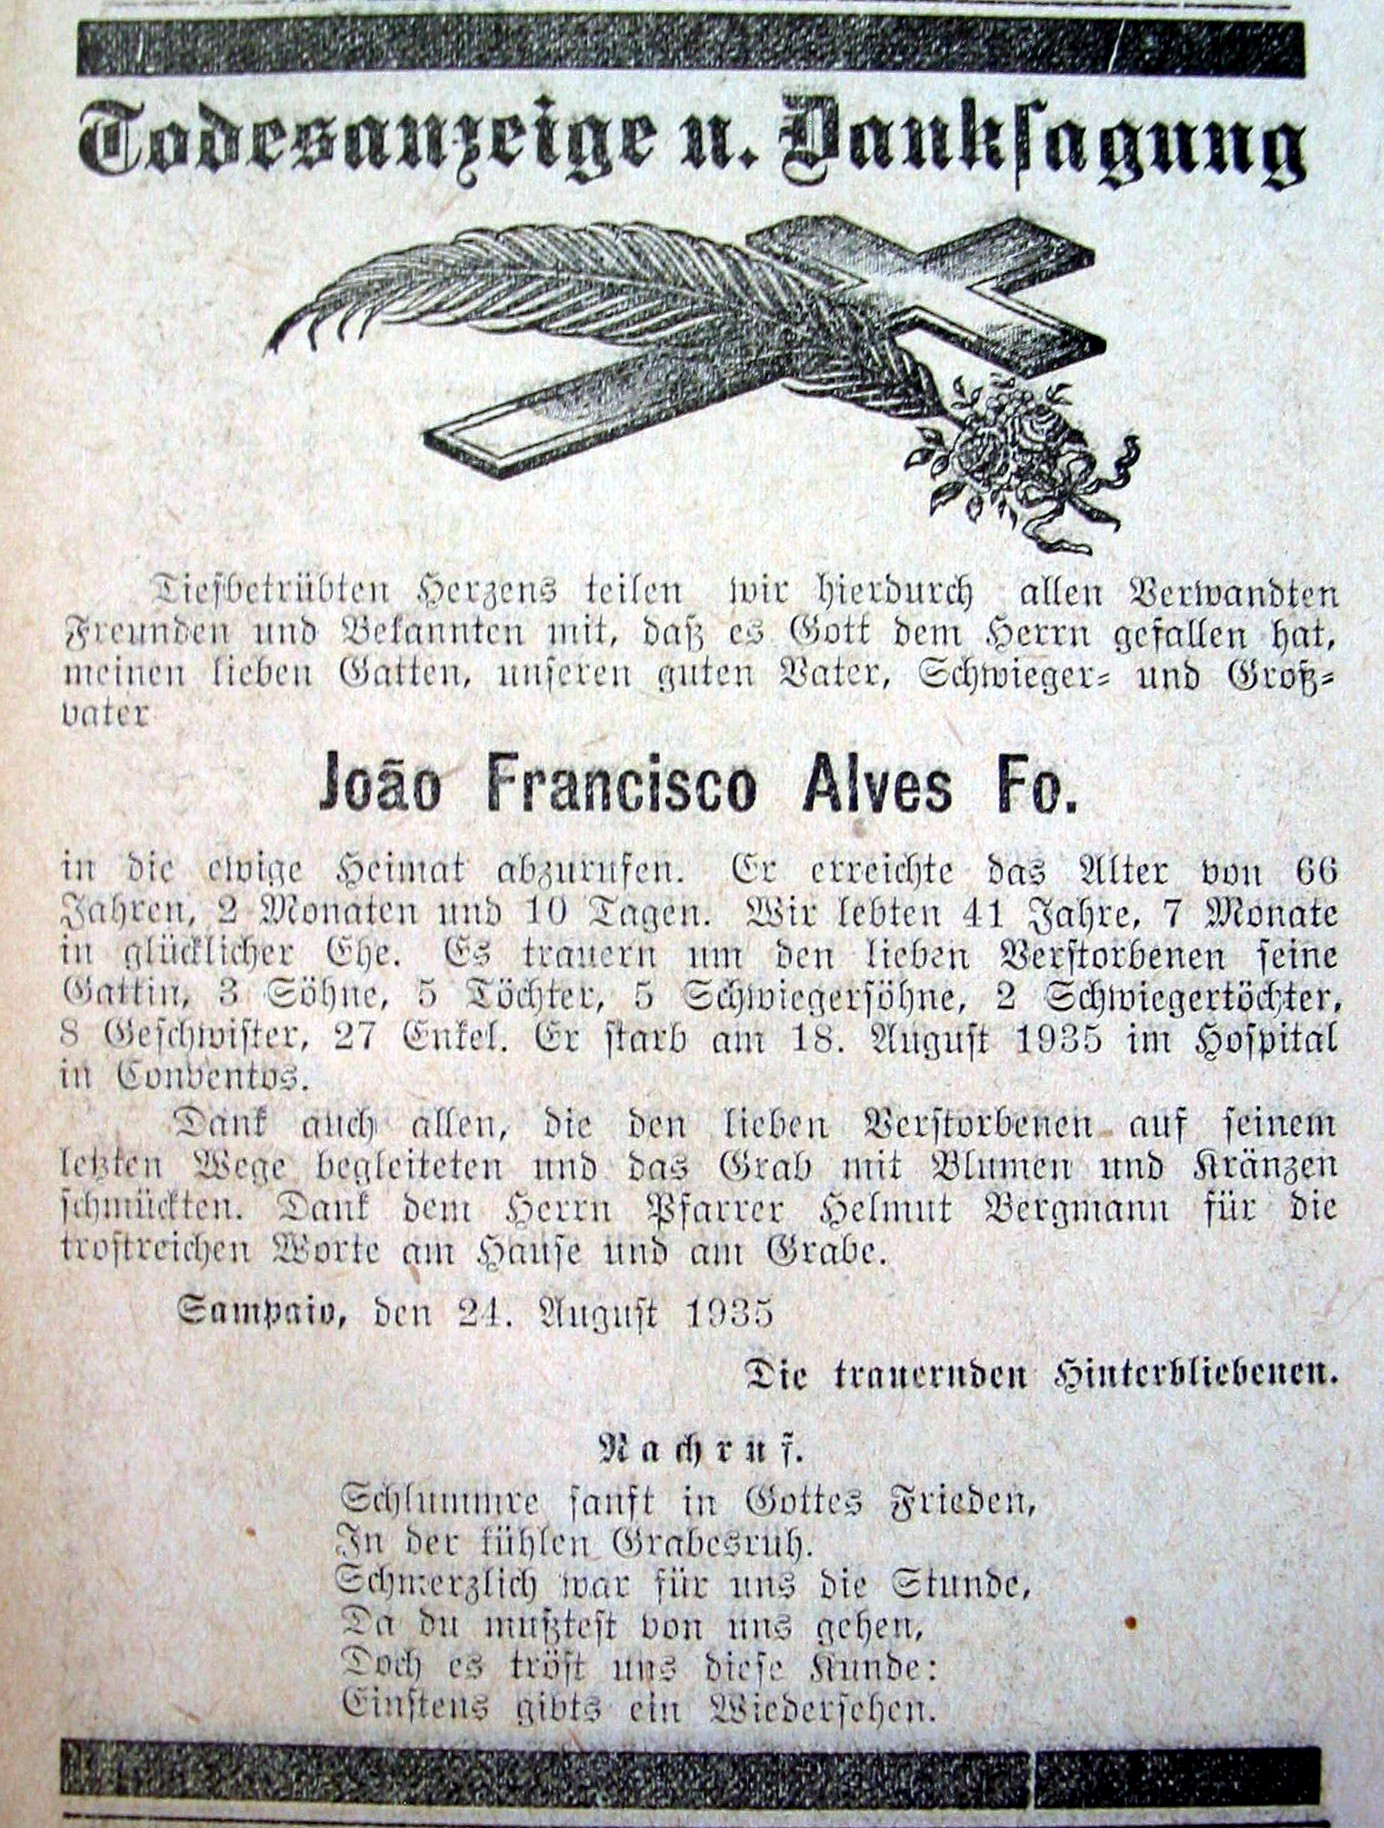 Todesanzeige u. Danksagung
Tiefbetrübten Herzens teilen wir hierdurch allen Verwandten
Freunden und Bekannten mit, daß es Gott dem Herrn gefallen hat,
meinen lieben Gatten, unseren guten Vater, Schwieger- und Groß-
vater
João Francisco Alves Fo.
in die ewige Heimat abzurufen. Er erreichte das Alter von 66
Jahren, 2 Monaten und 10 Tagen. Wir lebten 41 Jahre, 7 Monate
in glücklicher Ehe. Es trauern um den lieben Verstorbenen seine
Gattin, 3 Söhne, 5 Töchter, 5 Schwiegersöhne, 2 Schwiegertöchter,
8 Geschwister, 27 Enkel. Er starb am 18. August 1935 im Hospital
in Conventos.
Dank auch allen, die den lieben Verstorbenen auf seinem
letzten Wege begleiteten und das Grab mit Blumen und Kränzen
schmückten. Dank dem Herrn Pfarrer Helmut Bergmann für die
trostreichen Worte am Hause und am Grabe.
Sampaio, den 24. August 1935
Die trauernden Hinterbliebenen.
Nachruf.
Schlummre sanft in Gottes Frieden,
In der kühlen Grabesruh.
Schmerzlich war für uns die Stunde,
Da du mußtest von uns gehen,
Doch es tröst uns diese Kunde:
Einstens gibts ein Wiedersehen.